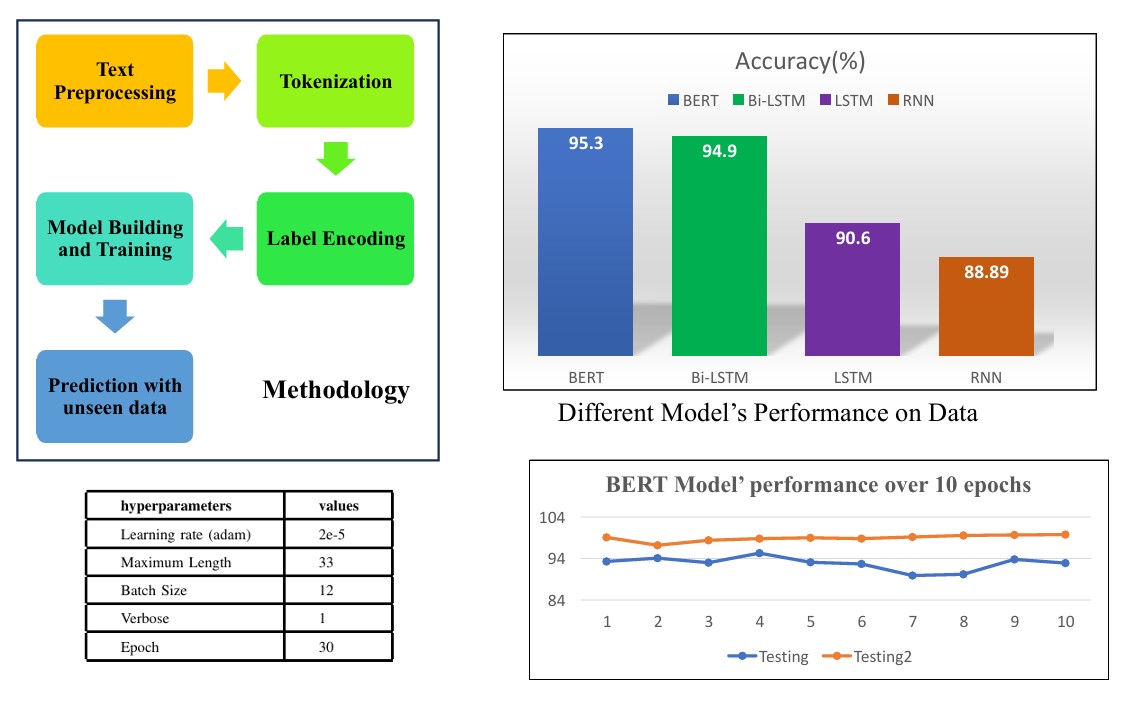 Text
Preprocessing
Tokenization
Label Encoding
Model Building
and Training
Prediction with
unseen data
Methodology
hyperparameters values
Learning rate (adam) 2e-5
Maximum Length 33
Batch Size 12
Verbose 1
Epoch 30
Accuracy(%)
BERT Bi-LSTM LSTM RNN
95.3
94.9
90.6
88.89
BERT Bi-LSTM LSTM RNN
Different Model’s Performance on Data
BERT Model’ performance over 10 epochs
104
94
84
1 2 3 4 5 6 7 8 9 10
Testing Testing2